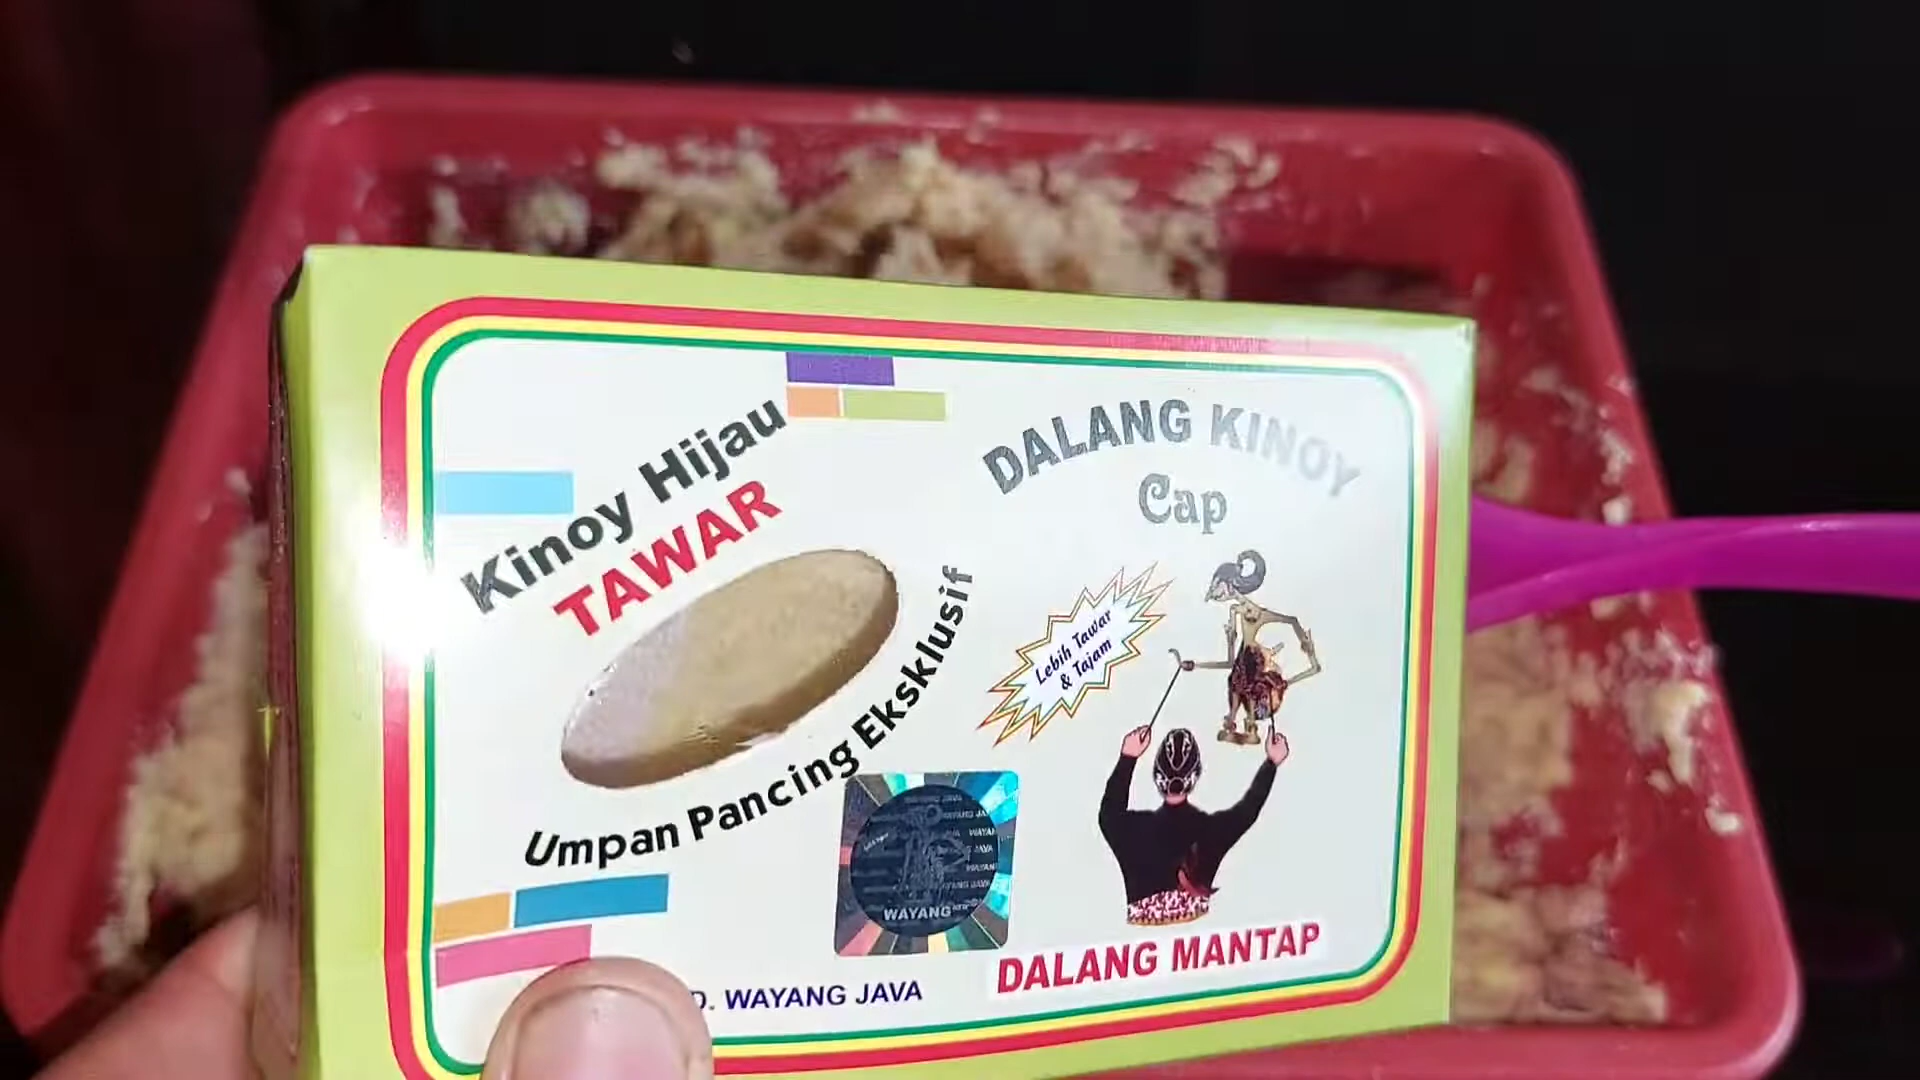 Kinoy Hijau
TAWAR
Umpan Pancing Eksklusif
DALANG KINOY
Cap
Lebih Tawar
& Tajam
WAYANG
DALANG MANTAP
D. WAYANG JAVA